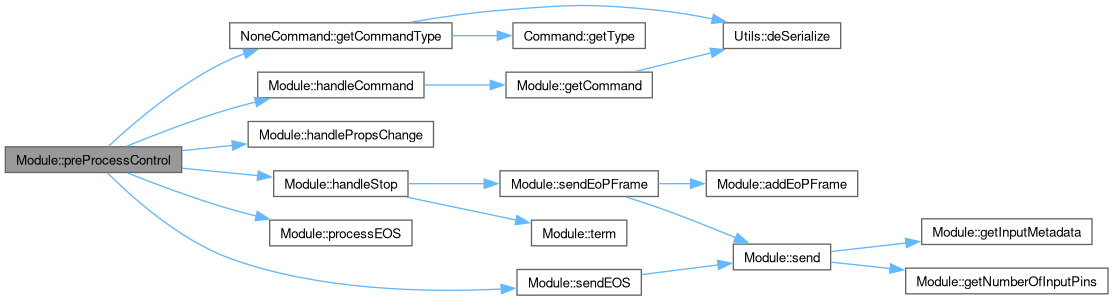 Module::preProcessControl
NoneCommand::getCommandType
Command::getType
Utils::deSerialize
Module::handleCommand
Module::getCommand
Module::handlePropsChange
Module::handleStop
Module::sendEoPFrame
Module::addEoPFrame
Module::processEOS
Module::term
Module::sendEOS
Module::send
Module::getInputMetadata
Module::getNumberOfInputPins